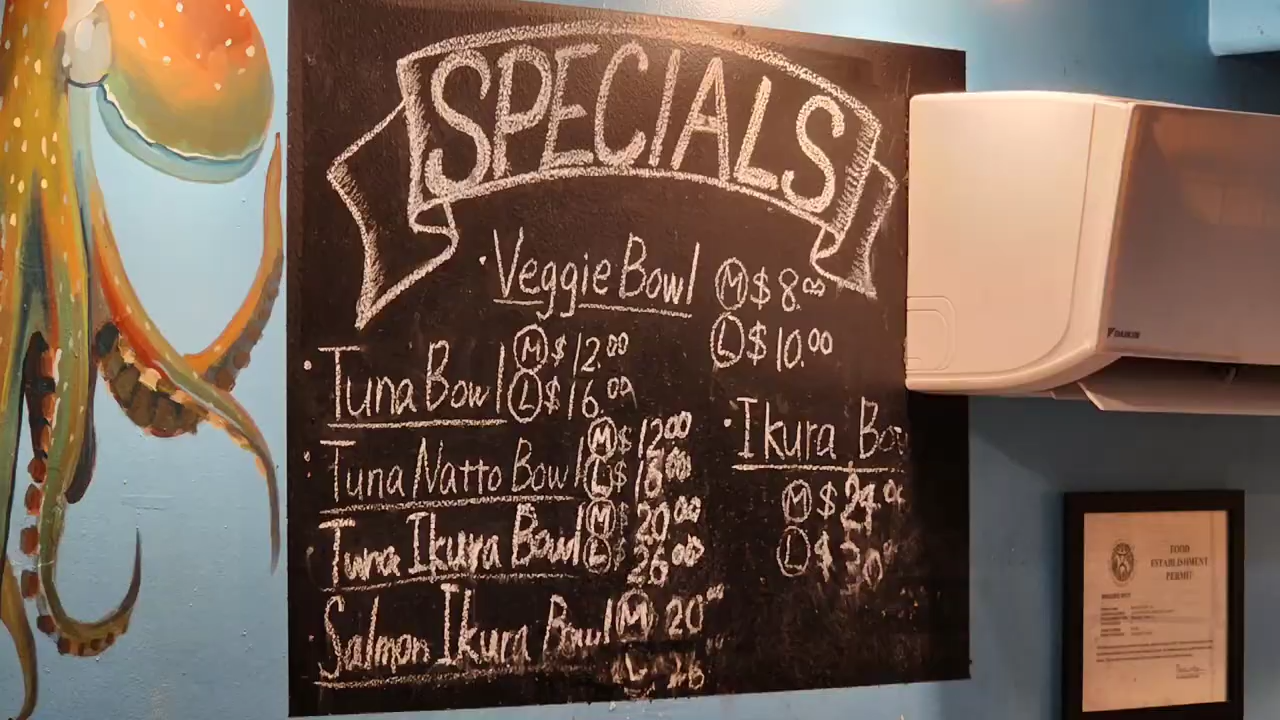 SPECIALS
· Veggie Bowl Ⓜ $8.00
Ⓛ $10.00
· Tuna Bowl Ⓜ $12.00
Ⓛ $16.00
· Tuna Natto Bowl Ⓜ $12.00
Ⓛ $18.00
· Tuna Ikura Bowl Ⓜ $20.00
Ⓛ $26.00
· Salmon Ikura Bowl Ⓜ 20.00
Ⓛ 26
· Ikura Bow
Ⓜ $24.00
Ⓛ $30.00
DAIKIN
FOOD
ESTABLISHMENT
PERMIT